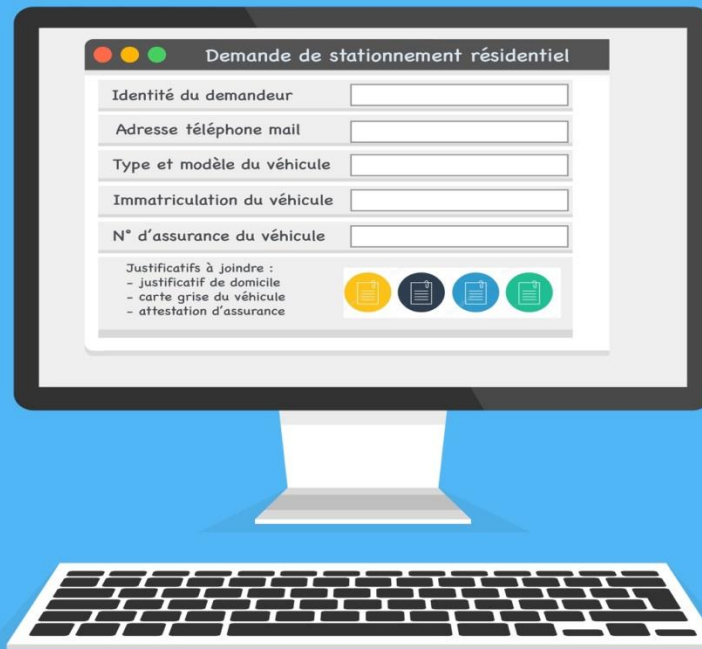 Demande de stationnement résidentiel
Identité du demandeur
Adresse téléphone mail
Type et modèle du véhicule
Immatriculation du véhicule
N° d'assurance du véhicule
Justificatifs à joindre :
- justificatif de domicile
- carte grise du véhicule
- attestation d'assurance